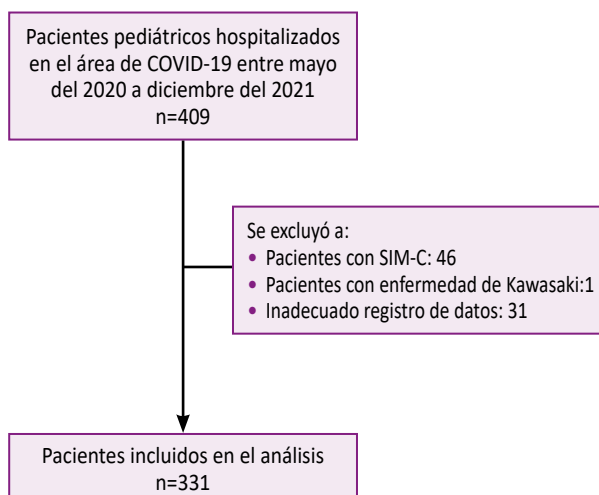 Pacientes pediátricos hospitalizados
en el área de COVID-19 entre mayo
del 2020 a diciembre del 2021
n=409
Se excluyó a:
• Pacientes con SIM-C: 46
• Pacientes con enfermedad de Kawasaki:1
• Inadecuado registro de datos: 31
Pacientes incluidos en el análisis
n=331